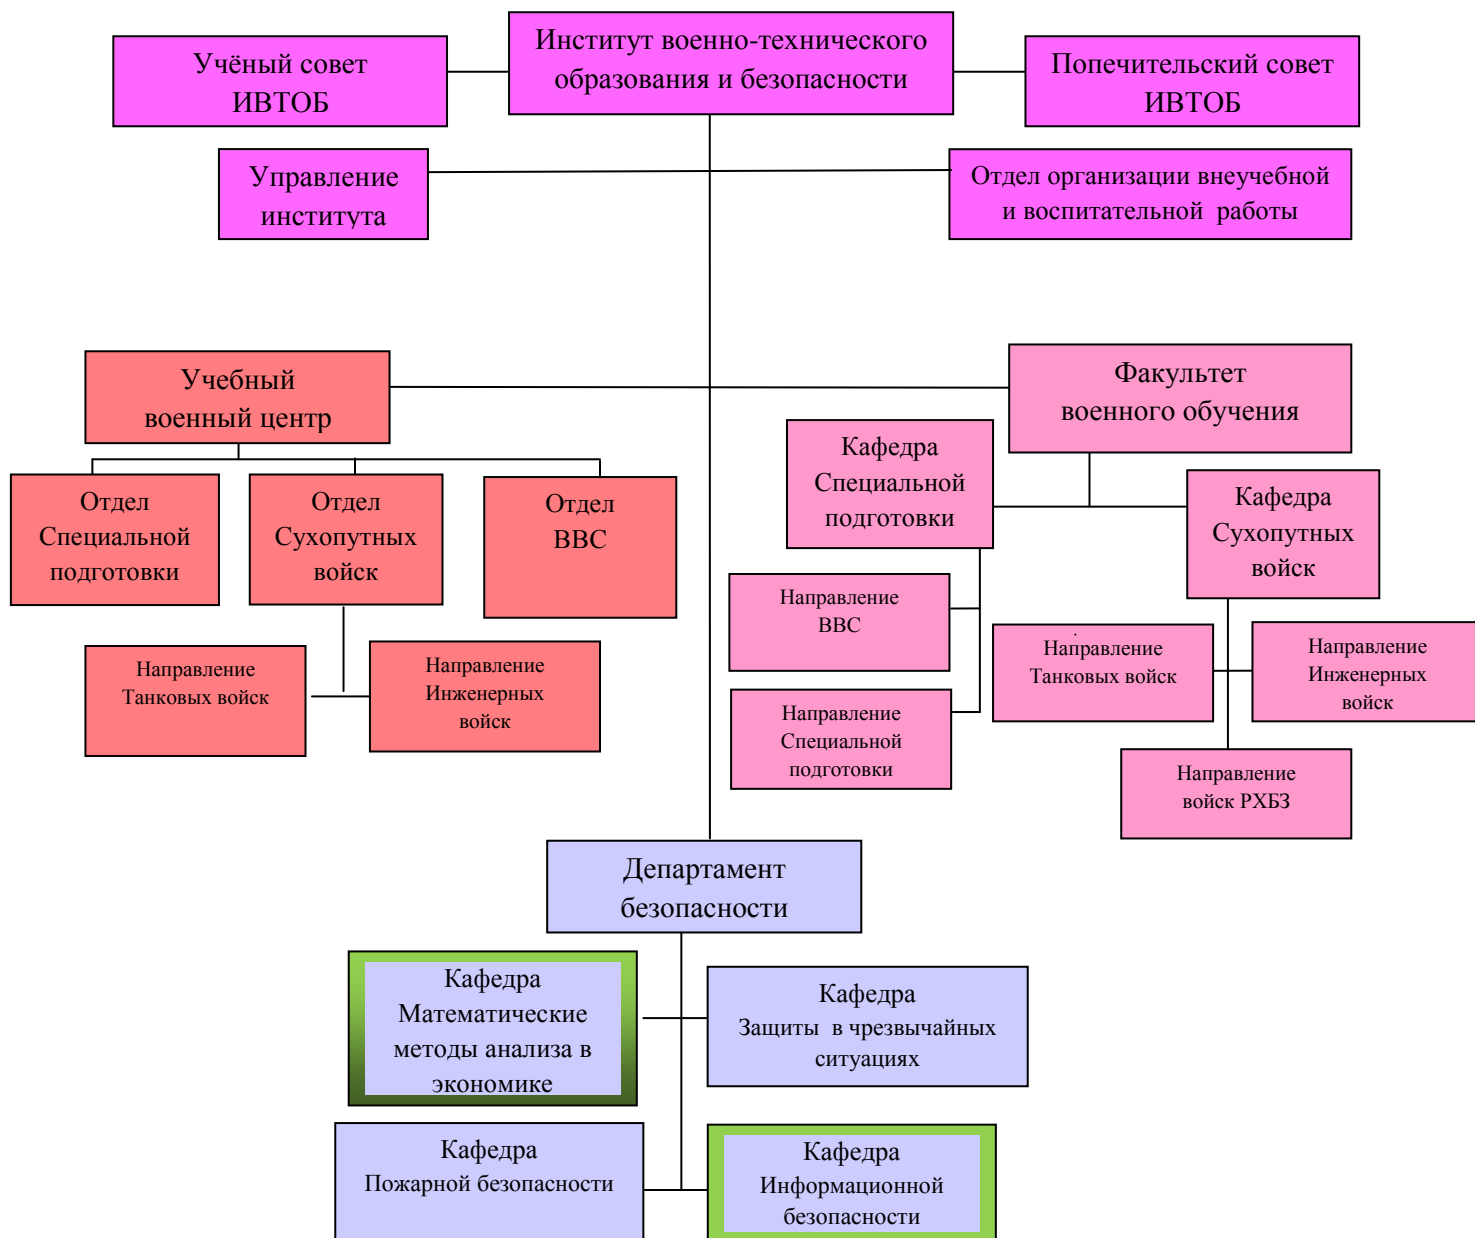 Институт военно-технического
образования и безопасности
Учёный совет
ИВТОБ
Попечительский совет
ИВТОБ
Управление
института
Отдел организации внеучебной
и воспитательной работы
Учебный
военный центр
Факультет
военного обучения
Отдел
Специальной
подготовки
Отдел
Сухопутных
войск
Отдел
ВВС
Кафедра
Специальной
подготовки
Кафедра
Сухопутных
войск
Направление
Танковых войск
Направление
Инженерных
войск
Направление
ВВС
Направление
Специальной
подготовки
Направление
Танковых войск
Направление
Инженерных
войск
Направление
войск РХБЗ
Департамент
безопасности
Кафедра
Математические
методы анализа в
экономике
Кафедра
Защиты в чрезвычайных
ситуациях
Кафедра
Пожарной безопасности
Кафедра
Информационной
безопасности